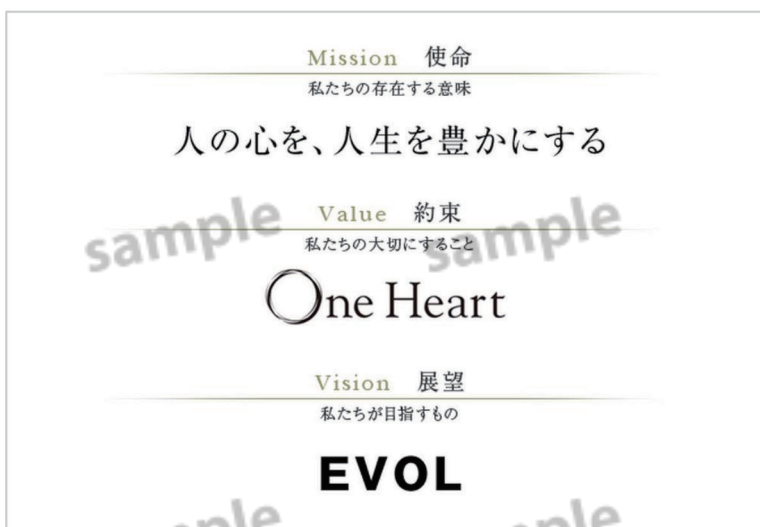 Mission 使命
私たちの存在する意味
人の心を、人生を豊かにする
sample
sample
Value 約束
私たちの大切にすること
One Heart
Vision 展望
私たちが目指すもの
EVOL